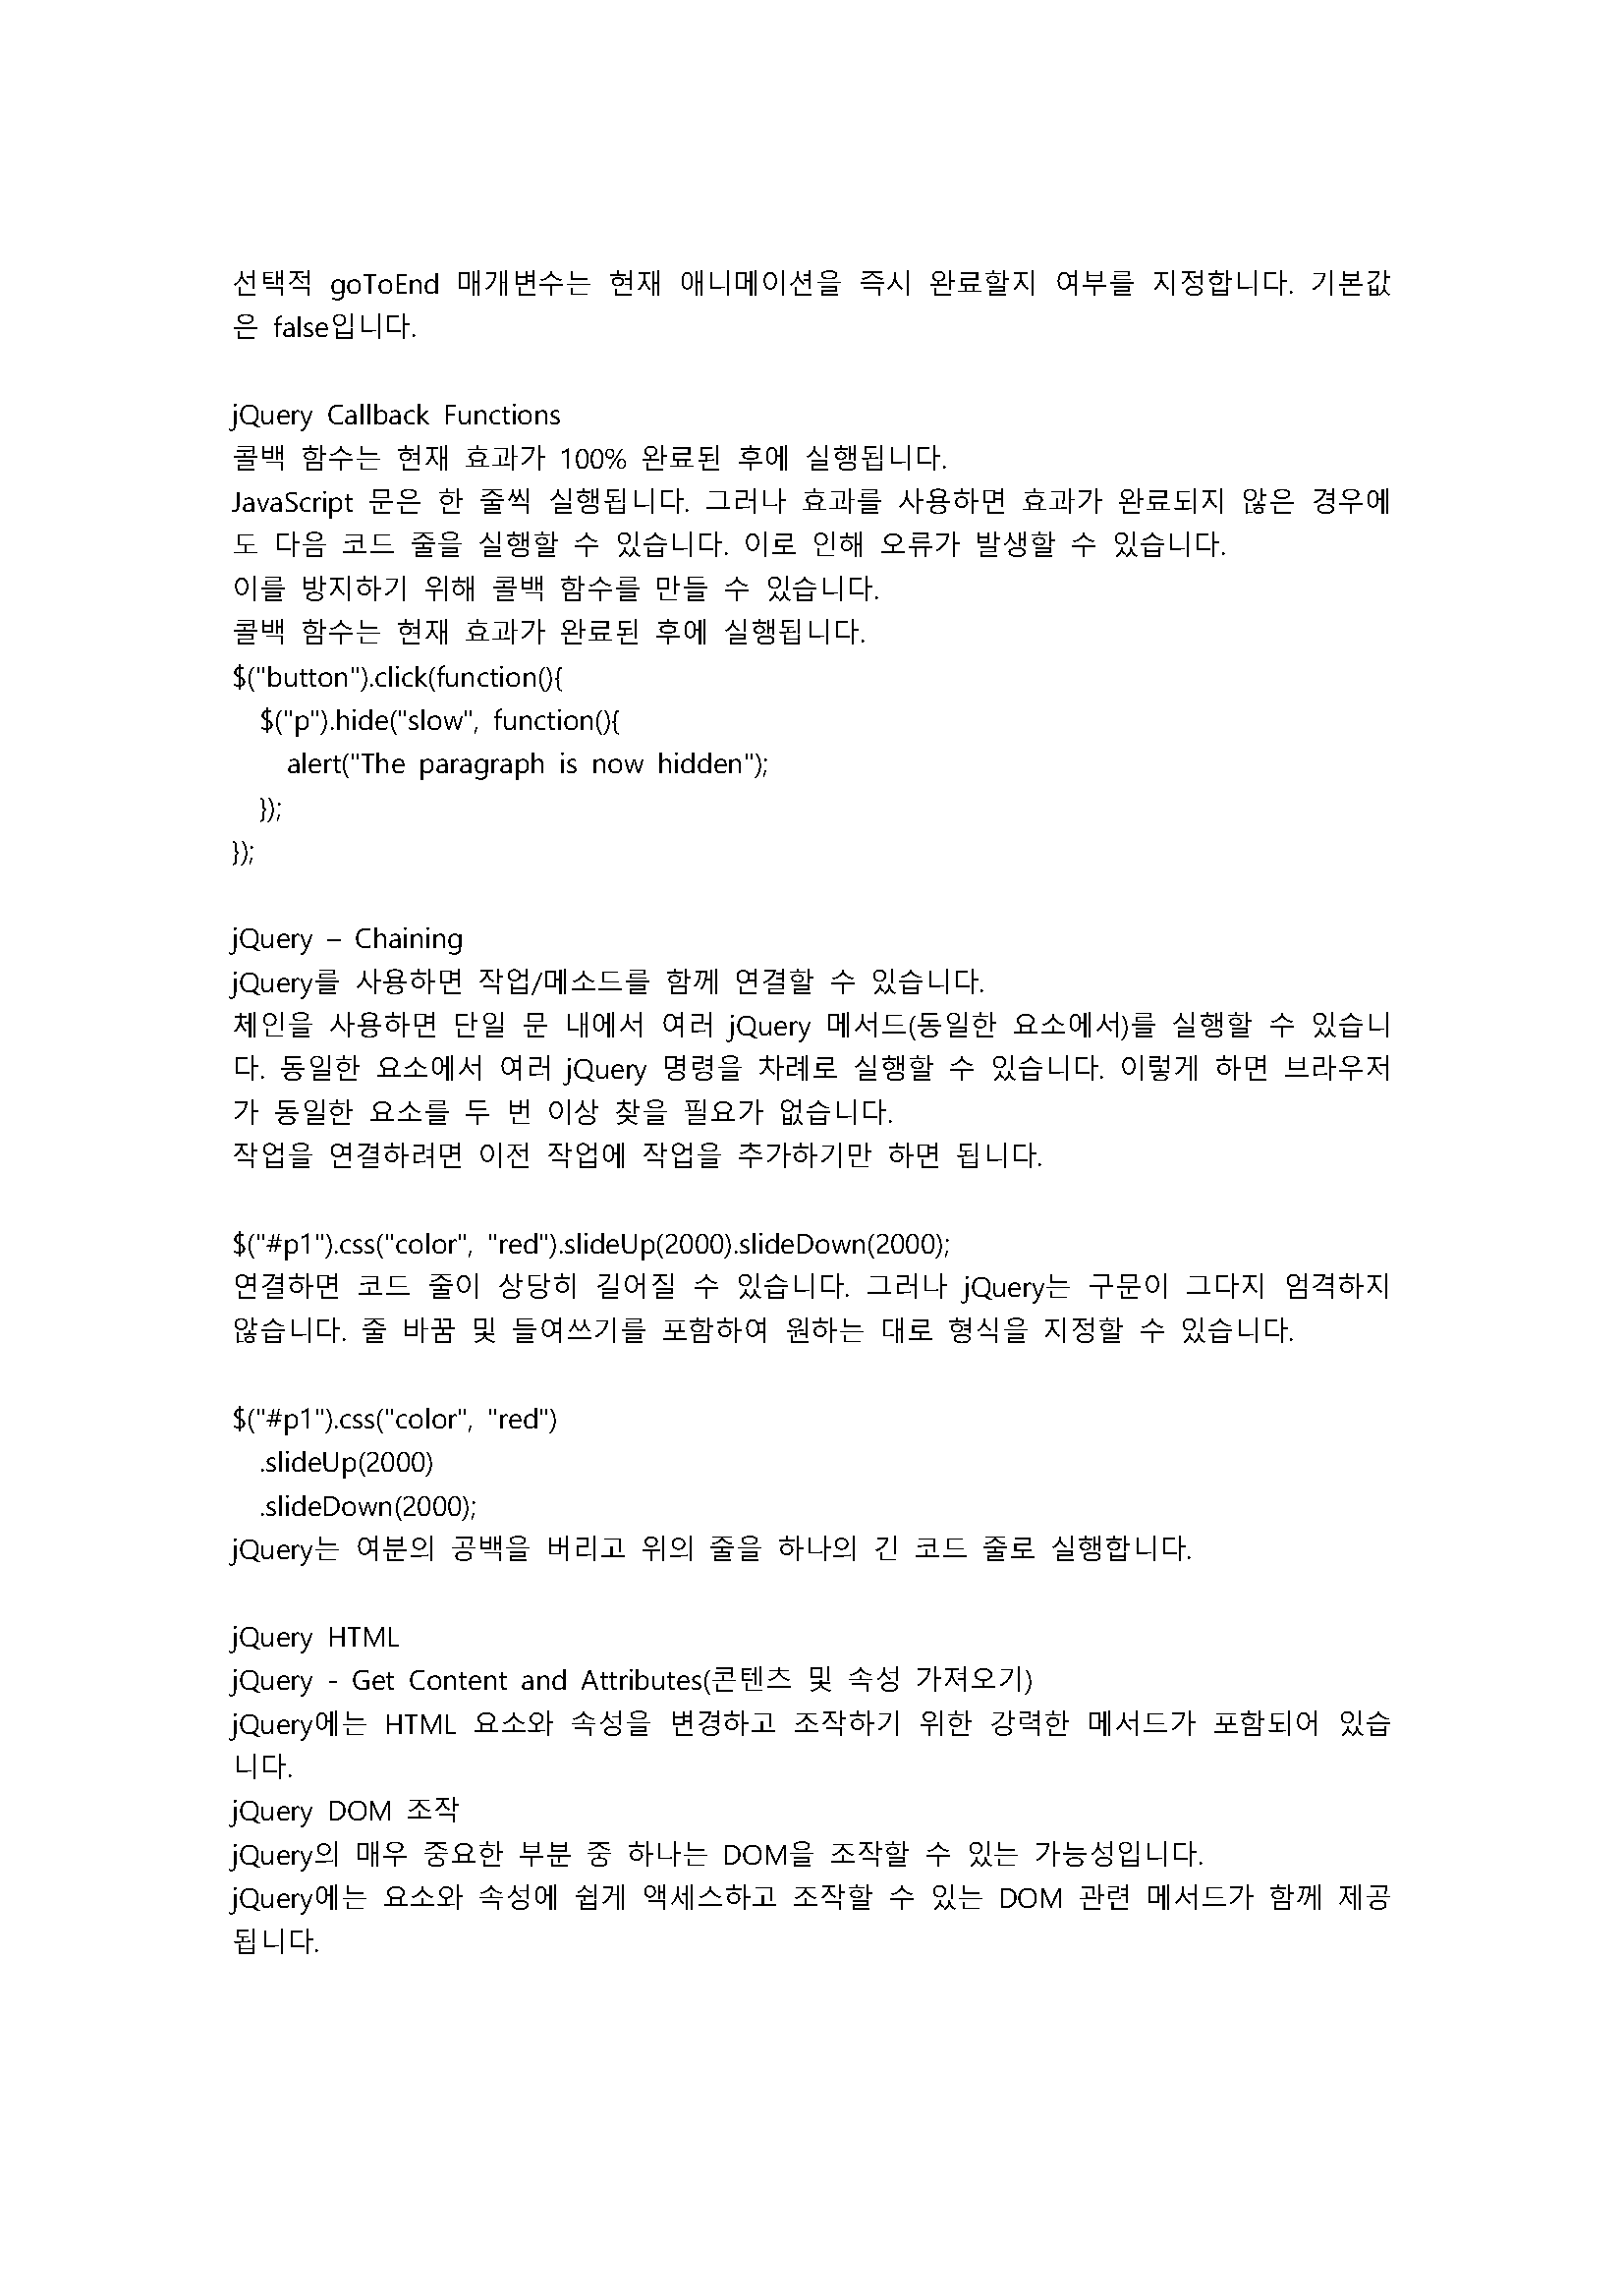 선택적 goToEnd 매개변수는 현재 애니메이션을 즉시 완료할지 여부를 지정합니다. 기본값
은 false입니다.
jQuery Callback Functions
콜백 함수는 현재 효과가 100% 완료된 후에 실행됩니다.
JavaScript 문은 한 줄씩 실행됩니다. 그러나 효과를 사용하면 효과가 완료되지 않은 경우에
도 다음 코드 줄을 실행할 수 있습니다. 이로 인해 오류가 발생할 수 있습니다.
이를 방지하기 위해 콜백 함수를 만들 수 있습니다.
콜백 함수는 현재 효과가 완료된 후에 실행됩니다.
$("button").click(function(){
  $("p").hide("slow", function(){
    alert("The paragraph is now hidden");
  });
});
jQuery – Chaining
jQuery를 사용하면 작업/메소드를 함께 연결할 수 있습니다.
체인을 사용하면 단일 문 내에서 여러 jQuery 메서드(동일한 요소에서)를 실행할 수 있습니
다. 동일한 요소에서 여러 jQuery 명령을 차례로 실행할 수 있습니다. 이렇게 하면 브라우저
가 동일한 요소를 두 번 이상 찾을 필요가 없습니다.
작업을 연결하려면 이전 작업에 작업을 추가하기만 하면 됩니다.
$("#p1").css("color", "red").slideUp(2000).slideDown(2000);
연결하면 코드 줄이 상당히 길어질 수 있습니다. 그러나 jQuery는 구문이 그다지 엄격하지
않습니다. 줄 바꿈 및 들여쓰기를 포함하여 원하는 대로 형식을 지정할 수 있습니다.
$("#p1").css("color", "red")
  .slideUp(2000)
  .slideDown(2000);
jQuery는 여분의 공백을 버리고 위의 줄을 하나의 긴 코드 줄로 실행합니다.
jQuery HTML
jQuery - Get Content and Attributes(콘텐츠 및 속성 가져오기)
jQuery에는 HTML 요소와 속성을 변경하고 조작하기 위한 강력한 메서드가 포함되어 있습
니다.
jQuery DOM 조작
jQuery의 매우 중요한 부분 중 하나는 DOM을 조작할 수 있는 가능성입니다.
jQuery에는 요소와 속성에 쉽게 액세스하고 조작할 수 있는 DOM 관련 메서드가 함께 제공
됩니다.